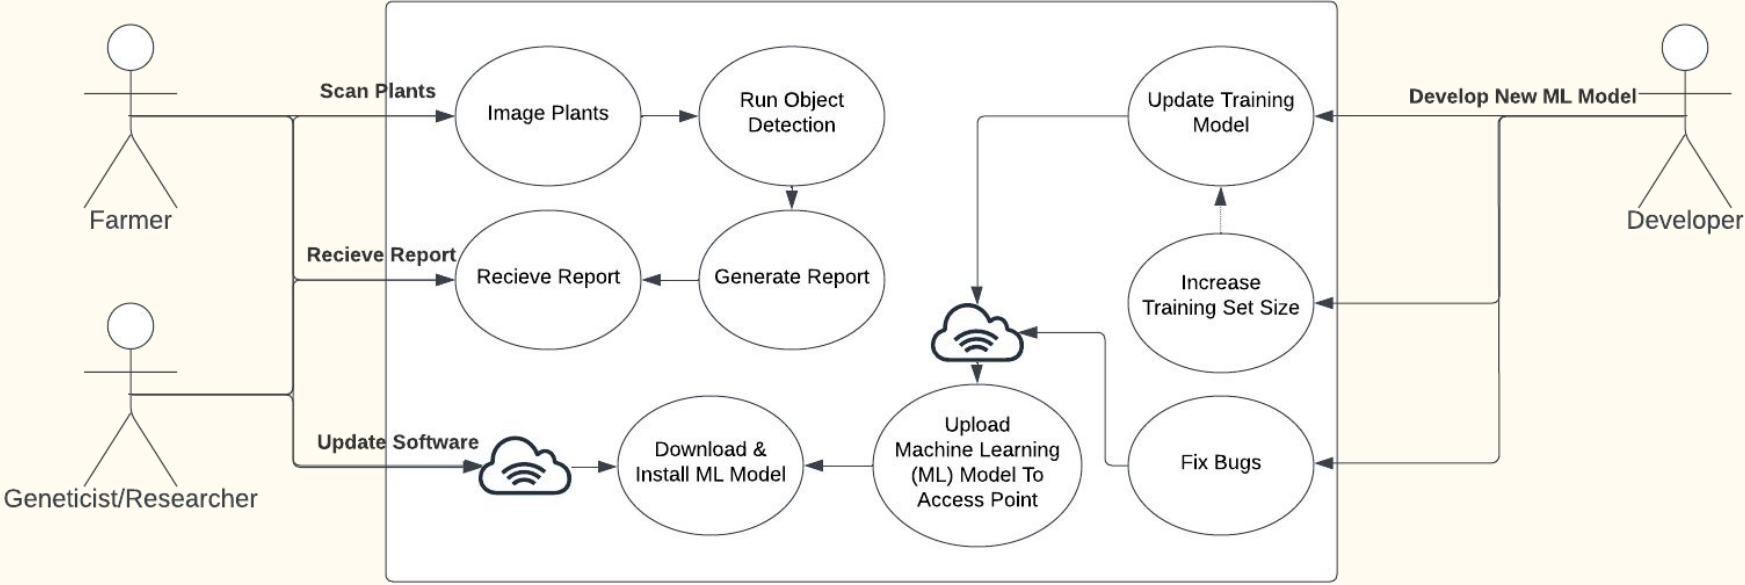 Scan Plants
Image Plants
Run Object
Detection
Update Training
Model
Develop New ML Model
Farmer
Developer
Recieve Report
Recieve Report
Generate Report
Increase
Training Set Size
Update Software
Download &
Install ML Model
Upload
Machine Learning
(ML) Model To
Access Point
Fix Bugs
Geneticist/Researcher